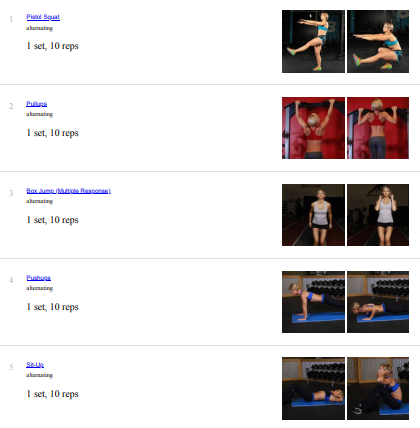 1
Pistol Squat
alternating
1 set, 10 reps
2
Pullups
alternating
1 set, 10 reps
3
Box Jump (Multiple Response)
alternating
1 set, 10 reps
4
Pushups
alternating
1 set, 10 reps
5
Sit-Up
alternating
1 set, 10 reps